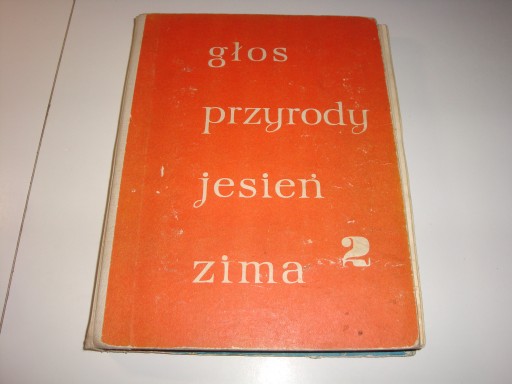 głos
przyrody
jesień
zima 2